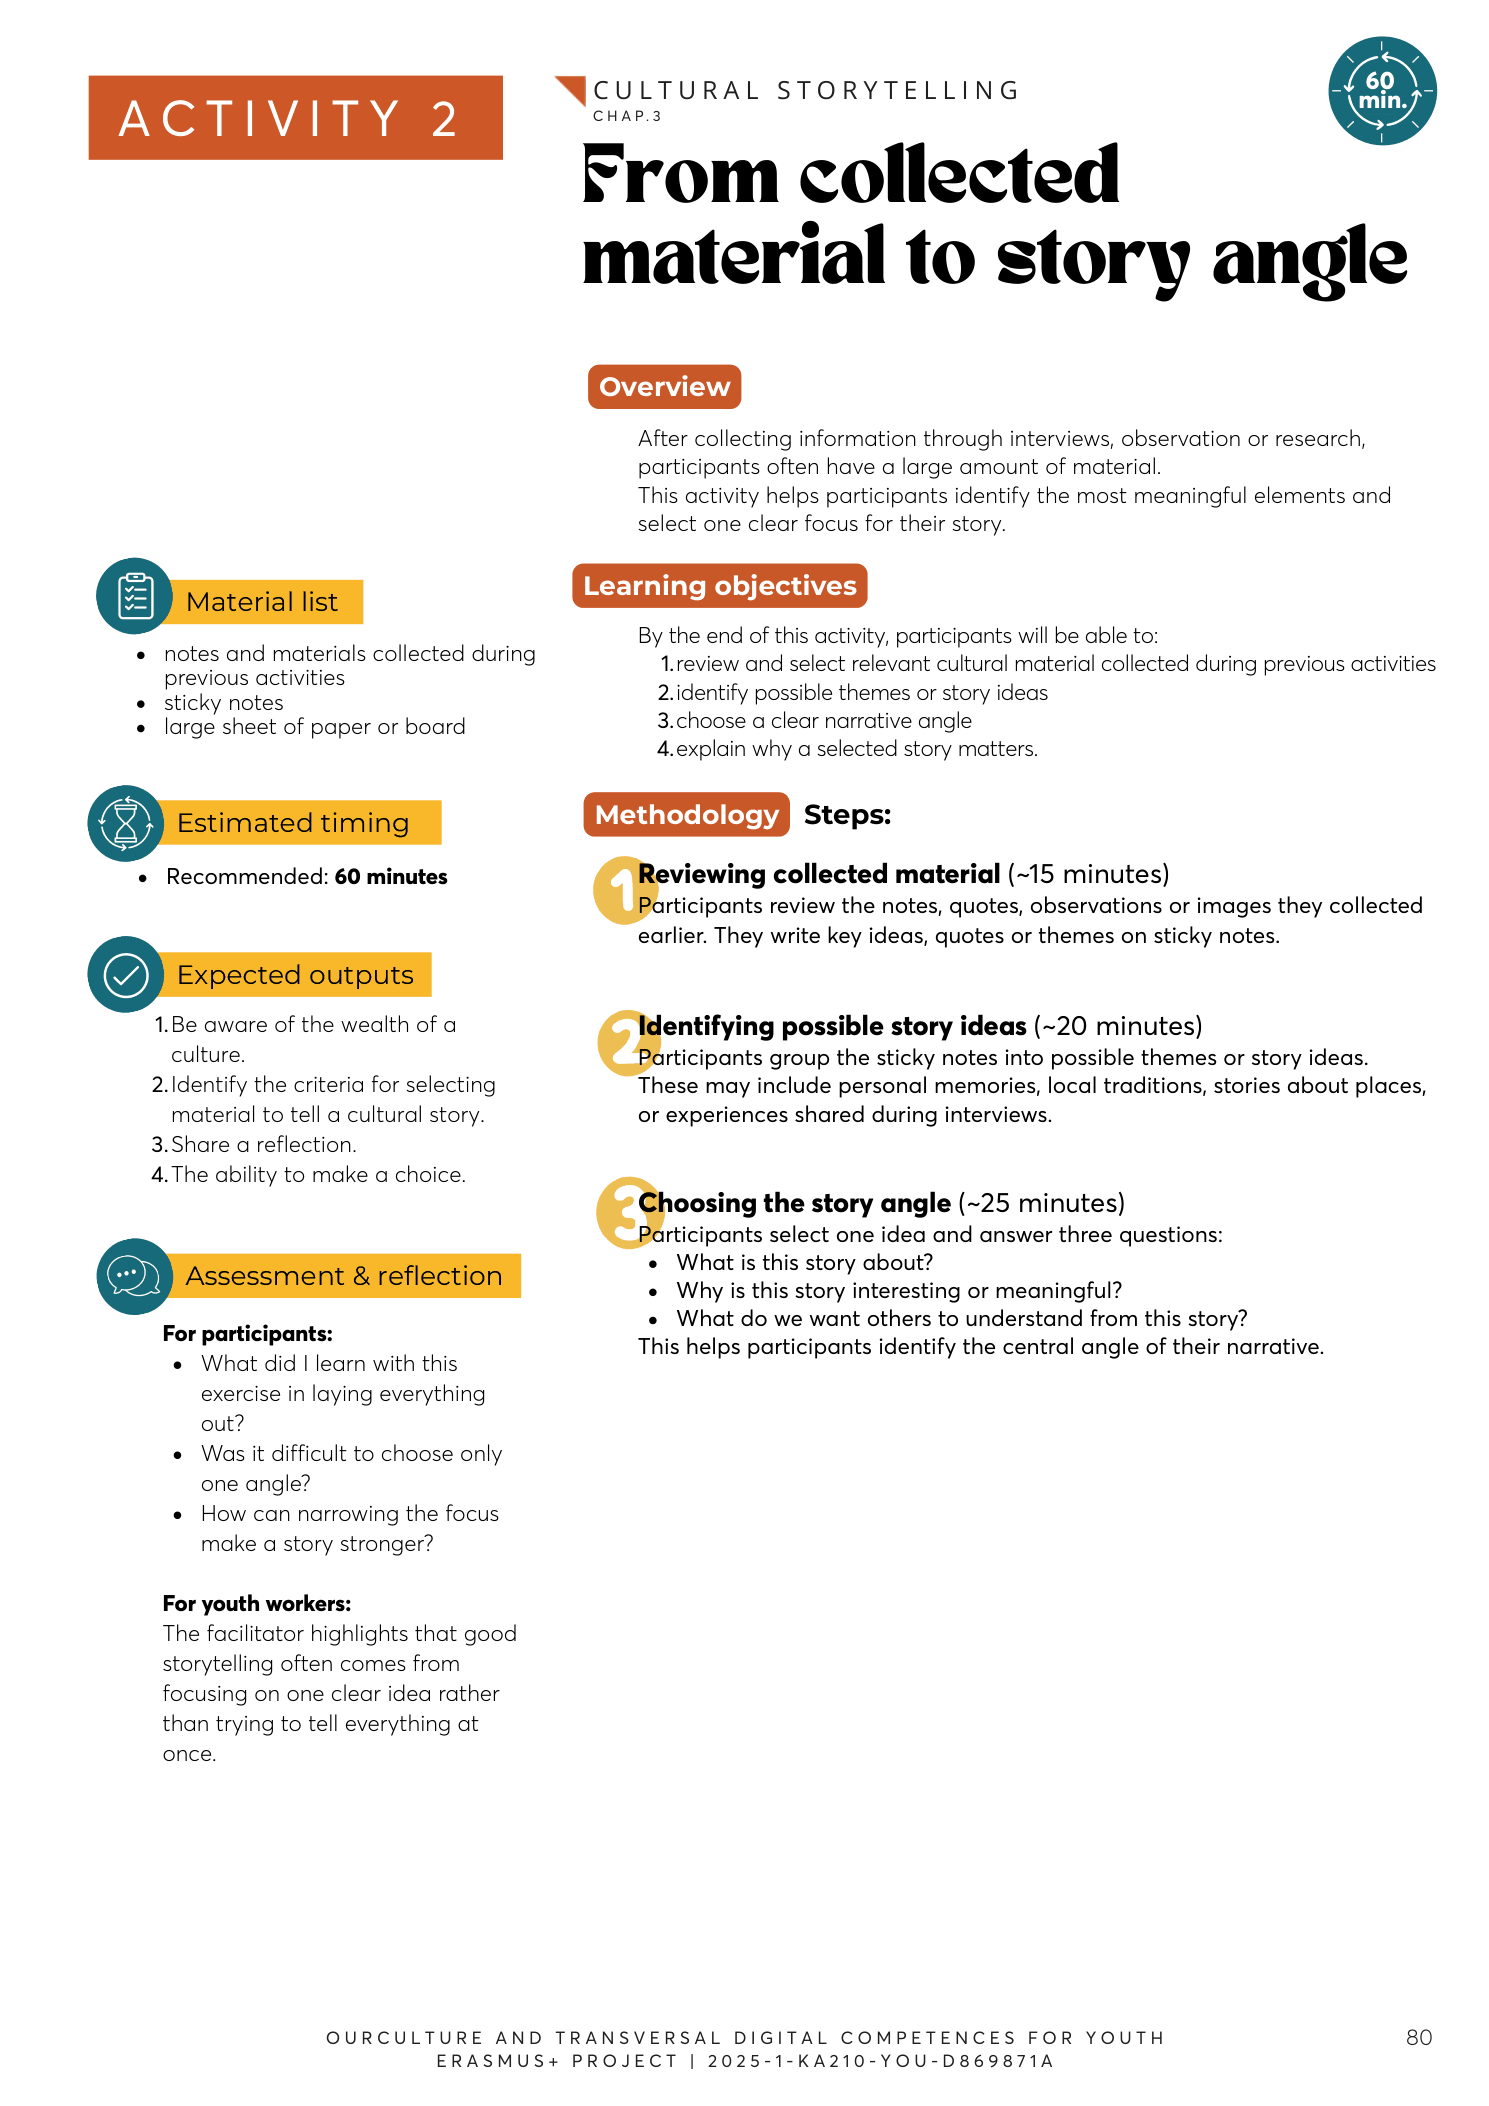 ACTIVITY 2
CULTURAL STORYTELLING
CHAP.3
60
min.
From collected
material to story angle
Overview
After collecting information through interviews, observation or research,
participants often have a large amount of material.
This activity helps participants identify the most meaningful elements and
select one clear focus for their story.
Learning objectives
By the end of this activity, participants will be able to:
1. review and select relevant cultural material collected during previous activities
2. identify possible themes or story ideas
3. choose a clear narrative angle
4. explain why a selected story matters.
Methodology Steps:
1
Reviewing collected material (~15 minutes)
Participants review the notes, quotes, observations or images they collected
earlier. They write key ideas, quotes or themes on sticky notes.
2
Identifying possible story ideas (~20 minutes)
Participants group the sticky notes into possible themes or story ideas.
These may include personal memories, local traditions, stories about places,
or experiences shared during interviews.
3
Choosing the story angle (~25 minutes)
Participants select one idea and answer three questions:
• What is this story about?
• Why is this story interesting or meaningful?
• What do we want others to understand from this story?
This helps participants identify the central angle of their narrative.
Material list
• notes and materials collected during
previous activities
• sticky notes
• large sheet of paper or board
Estimated timing
• Recommended: 60 minutes
Expected outputs
1. Be aware of the wealth of a
culture.
2. Identify the criteria for selecting
material to tell a cultural story.
3. Share a reflection.
4. The ability to make a choice.
Assessment & reflection
For participants:
• What did I learn with this
exercise in laying everything
out?
• Was it difficult to choose only
one angle?
• How can narrowing the focus
make a story stronger?
For youth workers:
The facilitator highlights that good
storytelling often comes from
focusing on one clear idea rather
than trying to tell everything at
once.
OURCULTURE AND TRANSVERSAL DIGITAL COMPETENCES FOR YOUTH
ERASMUS+ PROJECT | 2025-1-KA210-YOU-D869871A
80